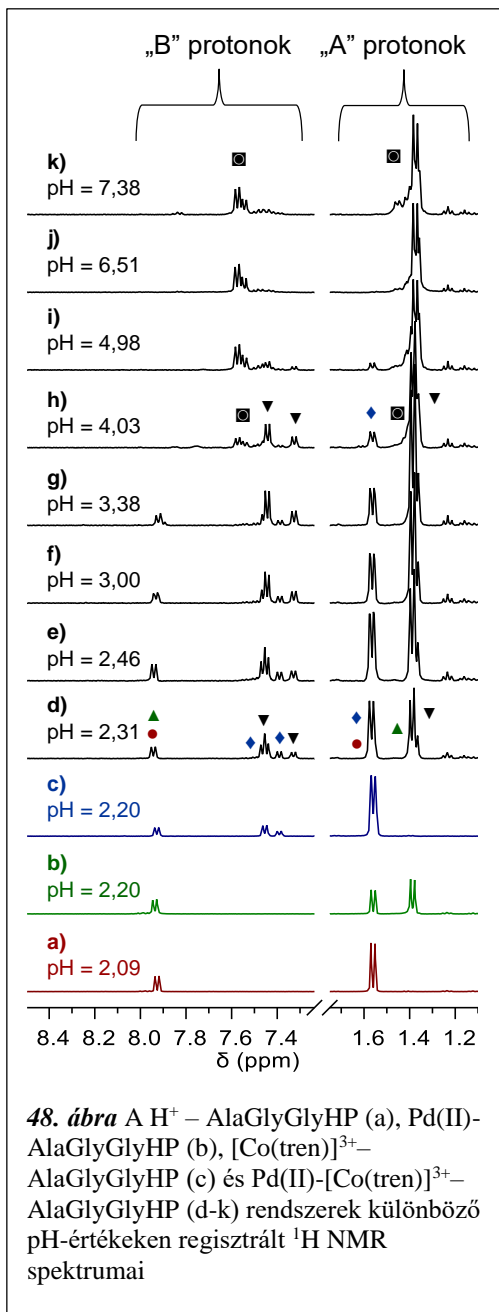 „B” protonok „A” protonok
k)
pH = 7,38
j)
pH = 6,51
i)
pH = 4,98
h)
pH = 4,03
g)
pH = 3,38
f)
pH = 3,00
e)
pH = 2,46
d)
pH = 2,31
c)
pH = 2,20
b)
pH = 2,20
a)
pH = 2,09
8.4 8.2 8.0 7.8 7.6 7.4 1.6 1.4 1.2
δ (ppm)
48. ábra A H⁺ – AlaGlyGlyHP (a), Pd(II)-
AlaGlyGlyHP (b), [Co(tren)]³⁺–
AlaGlyGlyHP (c) és Pd(II)-[Co(tren)]³⁺–
AlaGlyGlyHP (d-k) rendszerek különböző
pH-értékeken regisztrált ¹H NMR
spektrumai